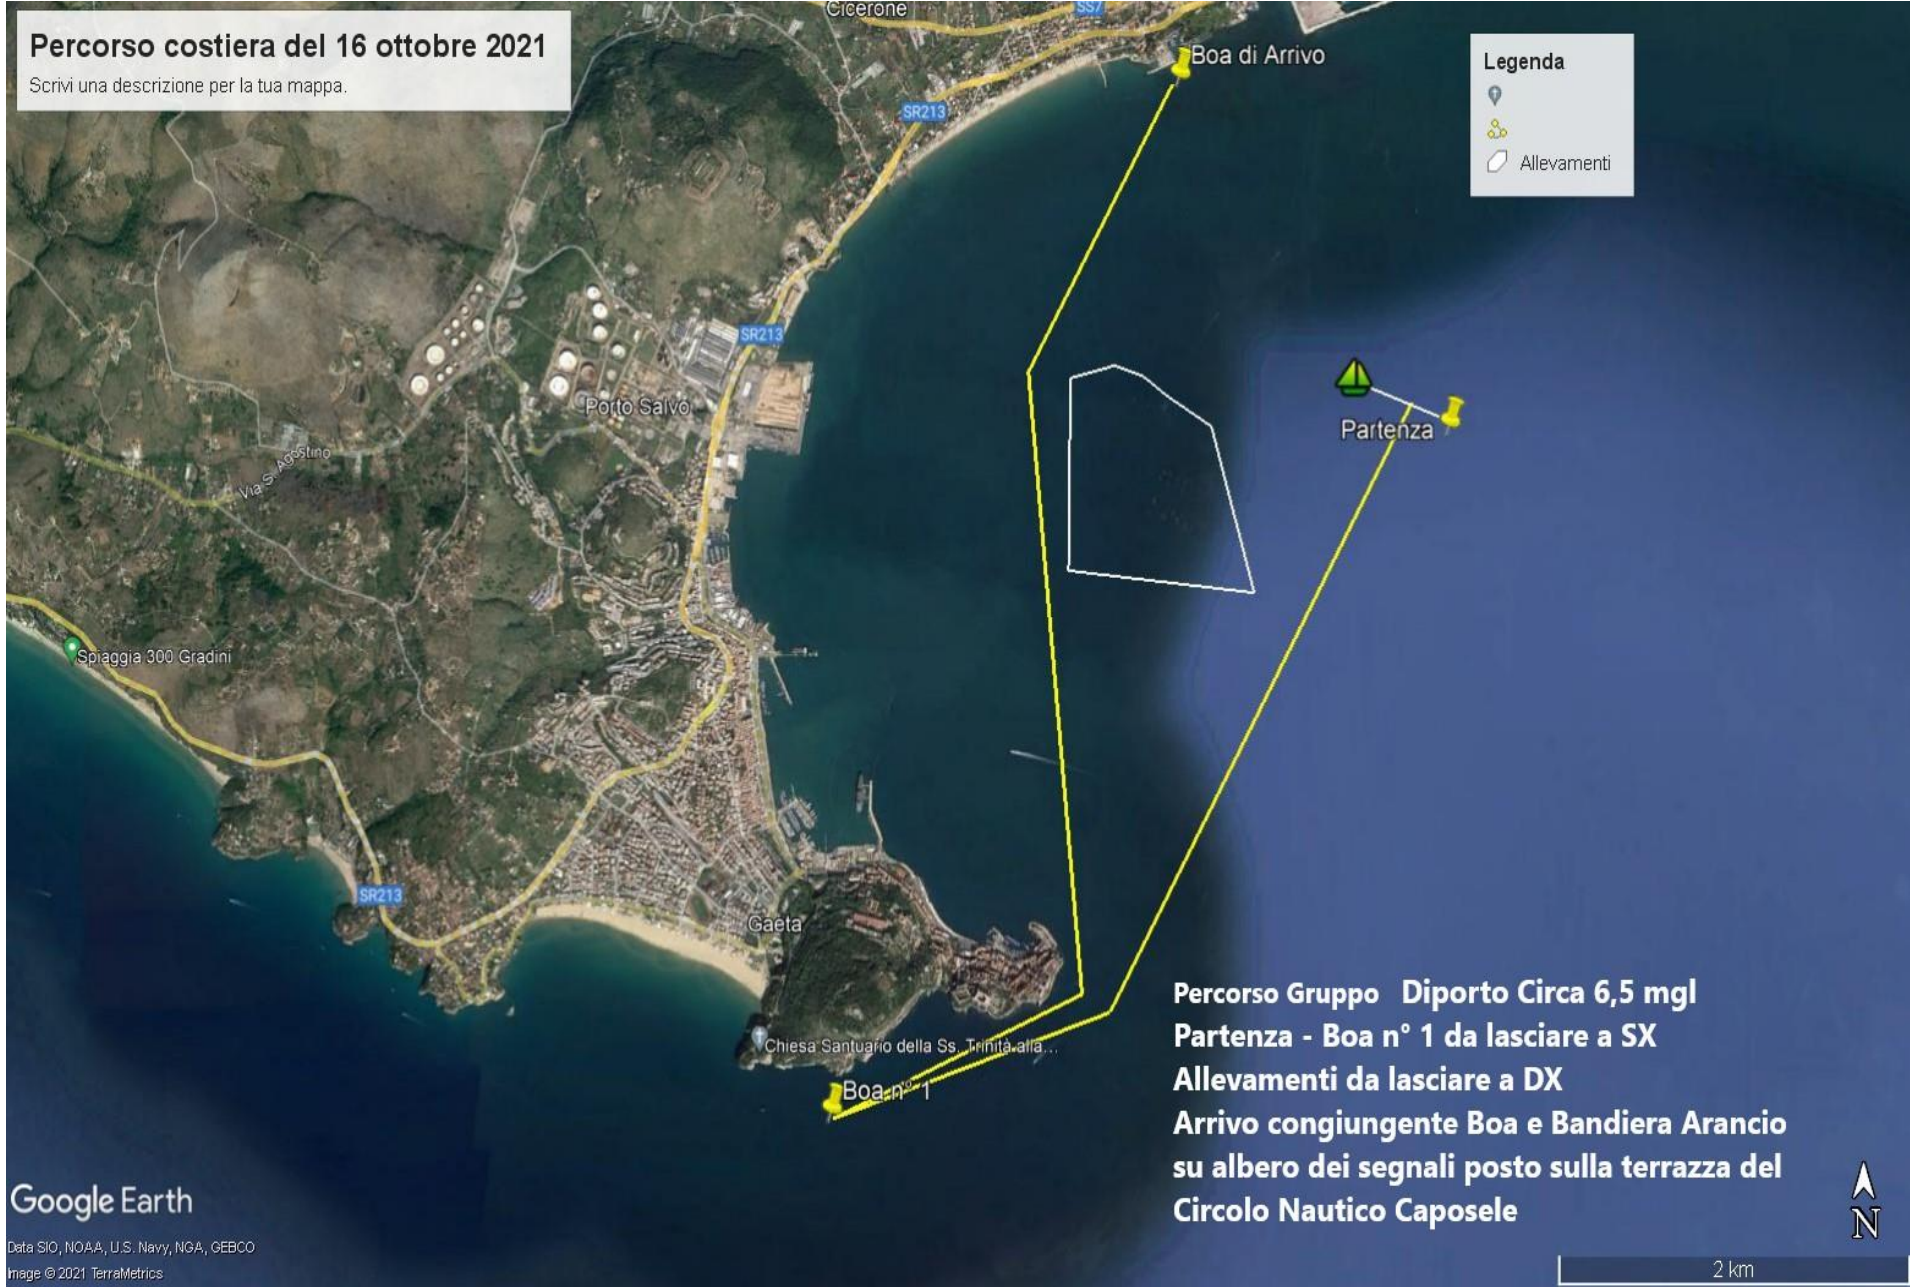 Percorso costiera del 16 ottobre 2021
Scrivi una descrizione per la tua mappa.
Cicerone
SS7
Boa di Arrivo
Legenda
Allevamenti
SR213
SR213
Porto Salvo
Partenza
Via S. Agostino
Spiaggia 300 Gradini
SR213
Gaeta
Chiesa Santuario della Ss. Trinità alla...
Boa n° 1
Percorso Gruppo Diporto Circa 6,5 mgl
Partenza - Boa n° 1 da lasciare a SX
Allevamenti da lasciare a DX
Arrivo congiungente Boa e Bandiera Arancio
su albero dei segnali posto sulla terrazza del
Circolo Nautico Caposele
N
Google Earth
Data SIO, NOAA, U.S. Navy, NGA, GEBCO
Image © 2021 TerraMetrics
2 km